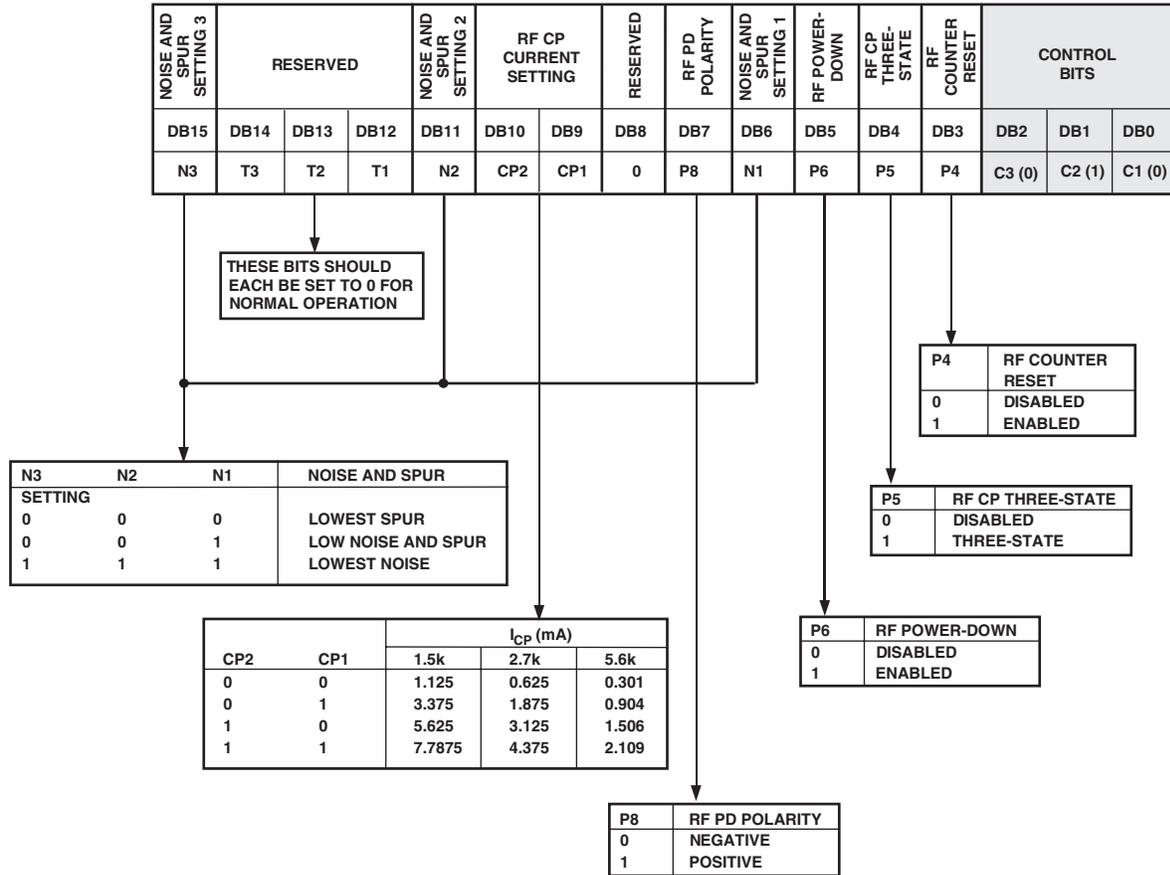 NOISE AND SPUR SETTING 3
RESERVED
NOISE AND SPUR SETTING 2
RF CP CURRENT SETTING
RESERVED
RF PD POLARITY
NOISE AND SPUR SETTING 1
RF POWER-DOWN
RF CP THREE-STATE
RF COUNTER RESET
CONTROL BITS
DB15 DB14 DB13 DB12 DB11 DB10 DB9 DB8 DB7 DB6 DB5 DB4 DB3 DB2 DB1 DB0
N3 T3 T2 T1 N2 CP2 CP1 0 P8 N1 P6 P5 P4 C3 (0) C2 (1) C1 (0)
THESE BITS SHOULD
EACH BE SET TO 0 FOR
NORMAL OPERATION
P4 RF COUNTER
RESET
0 DISABLED
1 ENABLED
N3 N2 N1 NOISE AND SPUR
SETTING
0 0 0 LOWEST SPUR
0 0 1 LOW NOISE AND SPUR
1 1 1 LOWEST NOISE
P5 RF CP THREE-STATE
0 DISABLED
1 THREE-STATE
ICP (mA)
CP2 CP1 1.5k 2.7k 5.6k
0 0 1.125 0.625 0.301
0 1 3.375 1.875 0.904
1 0 5.625 3.125 1.506
1 1 7.7875 4.375 2.109
P6 RF POWER-DOWN
0 DISABLED
1 ENABLED
P8 RF PD POLARITY
0 NEGATIVE
1 POSITIVE